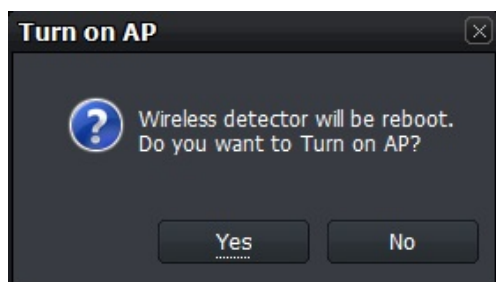 Turn on AP
Wireless detector will be reboot.
Do you want to Turn on AP?
Yes
No